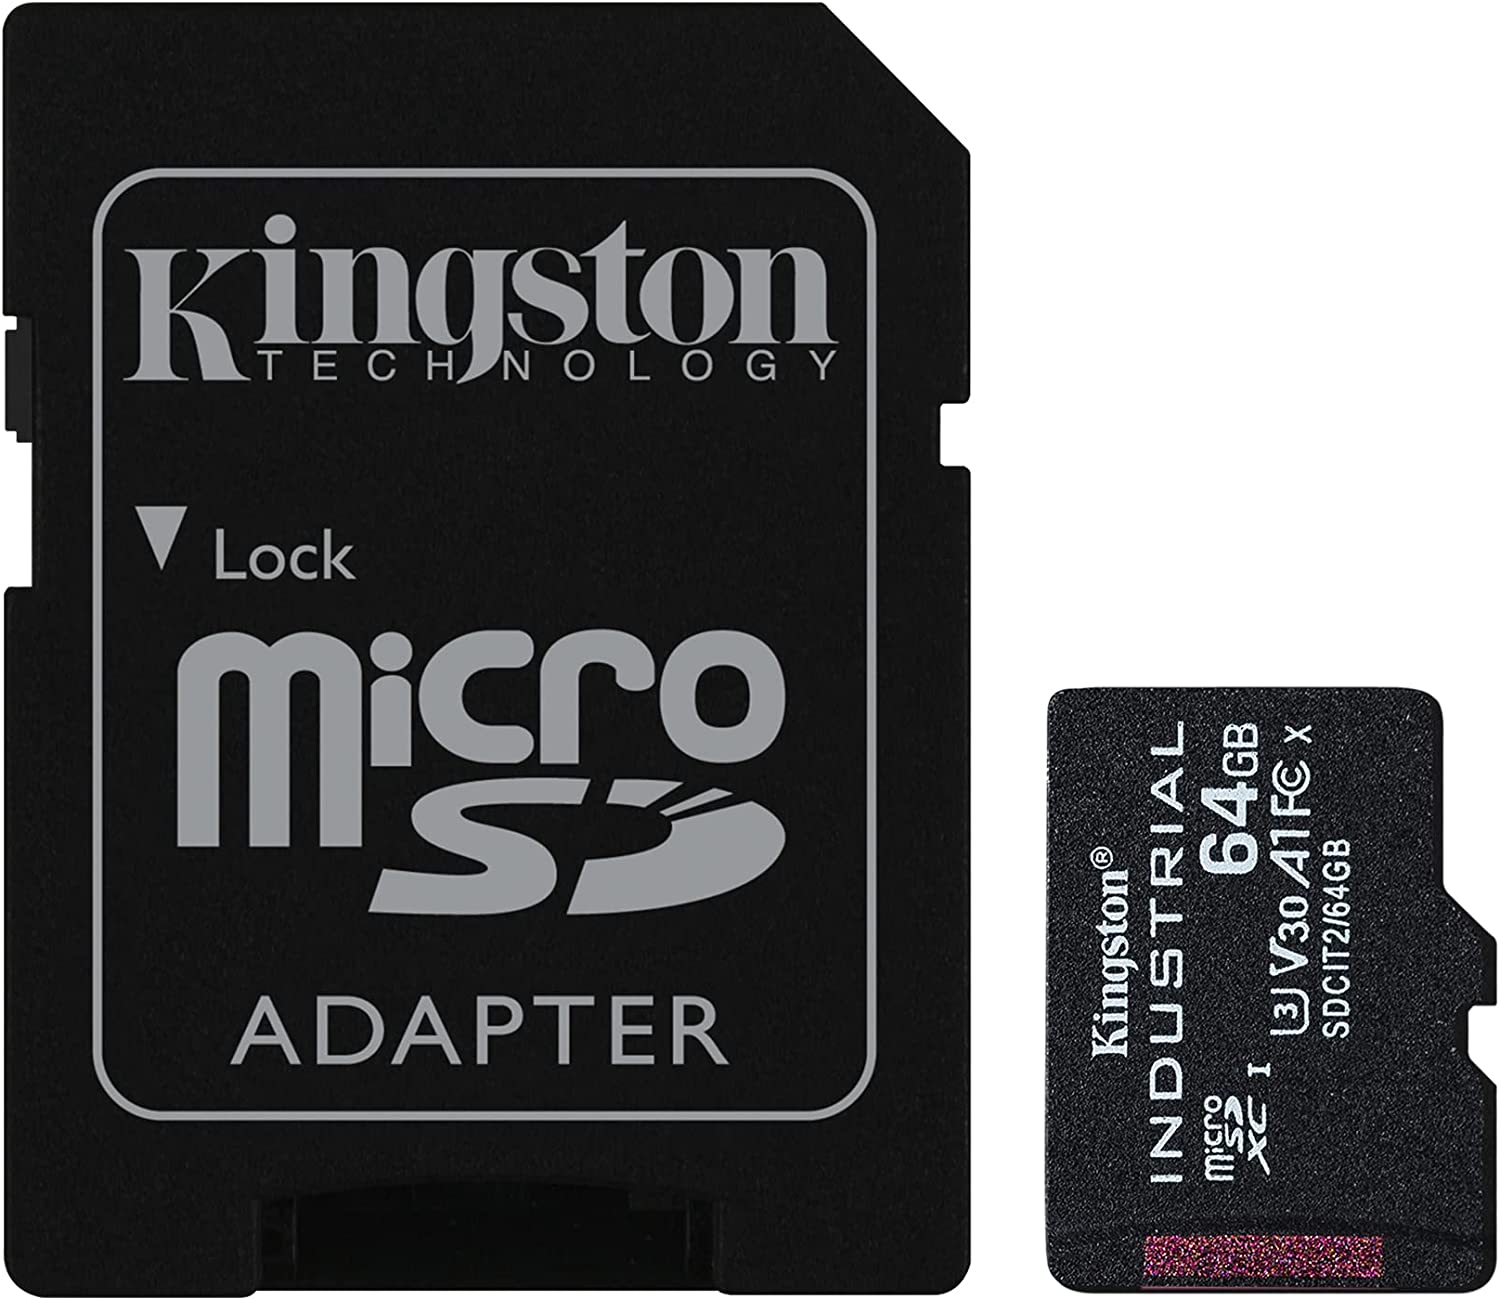 Kingston
TECHNOLOGY
Lock
micro
SD
ADAPTER
Kingston®
INDUSTRIAL
64GB
micro
SD
XC I U3 V30 A1 FC X
SDCIT2/64GB